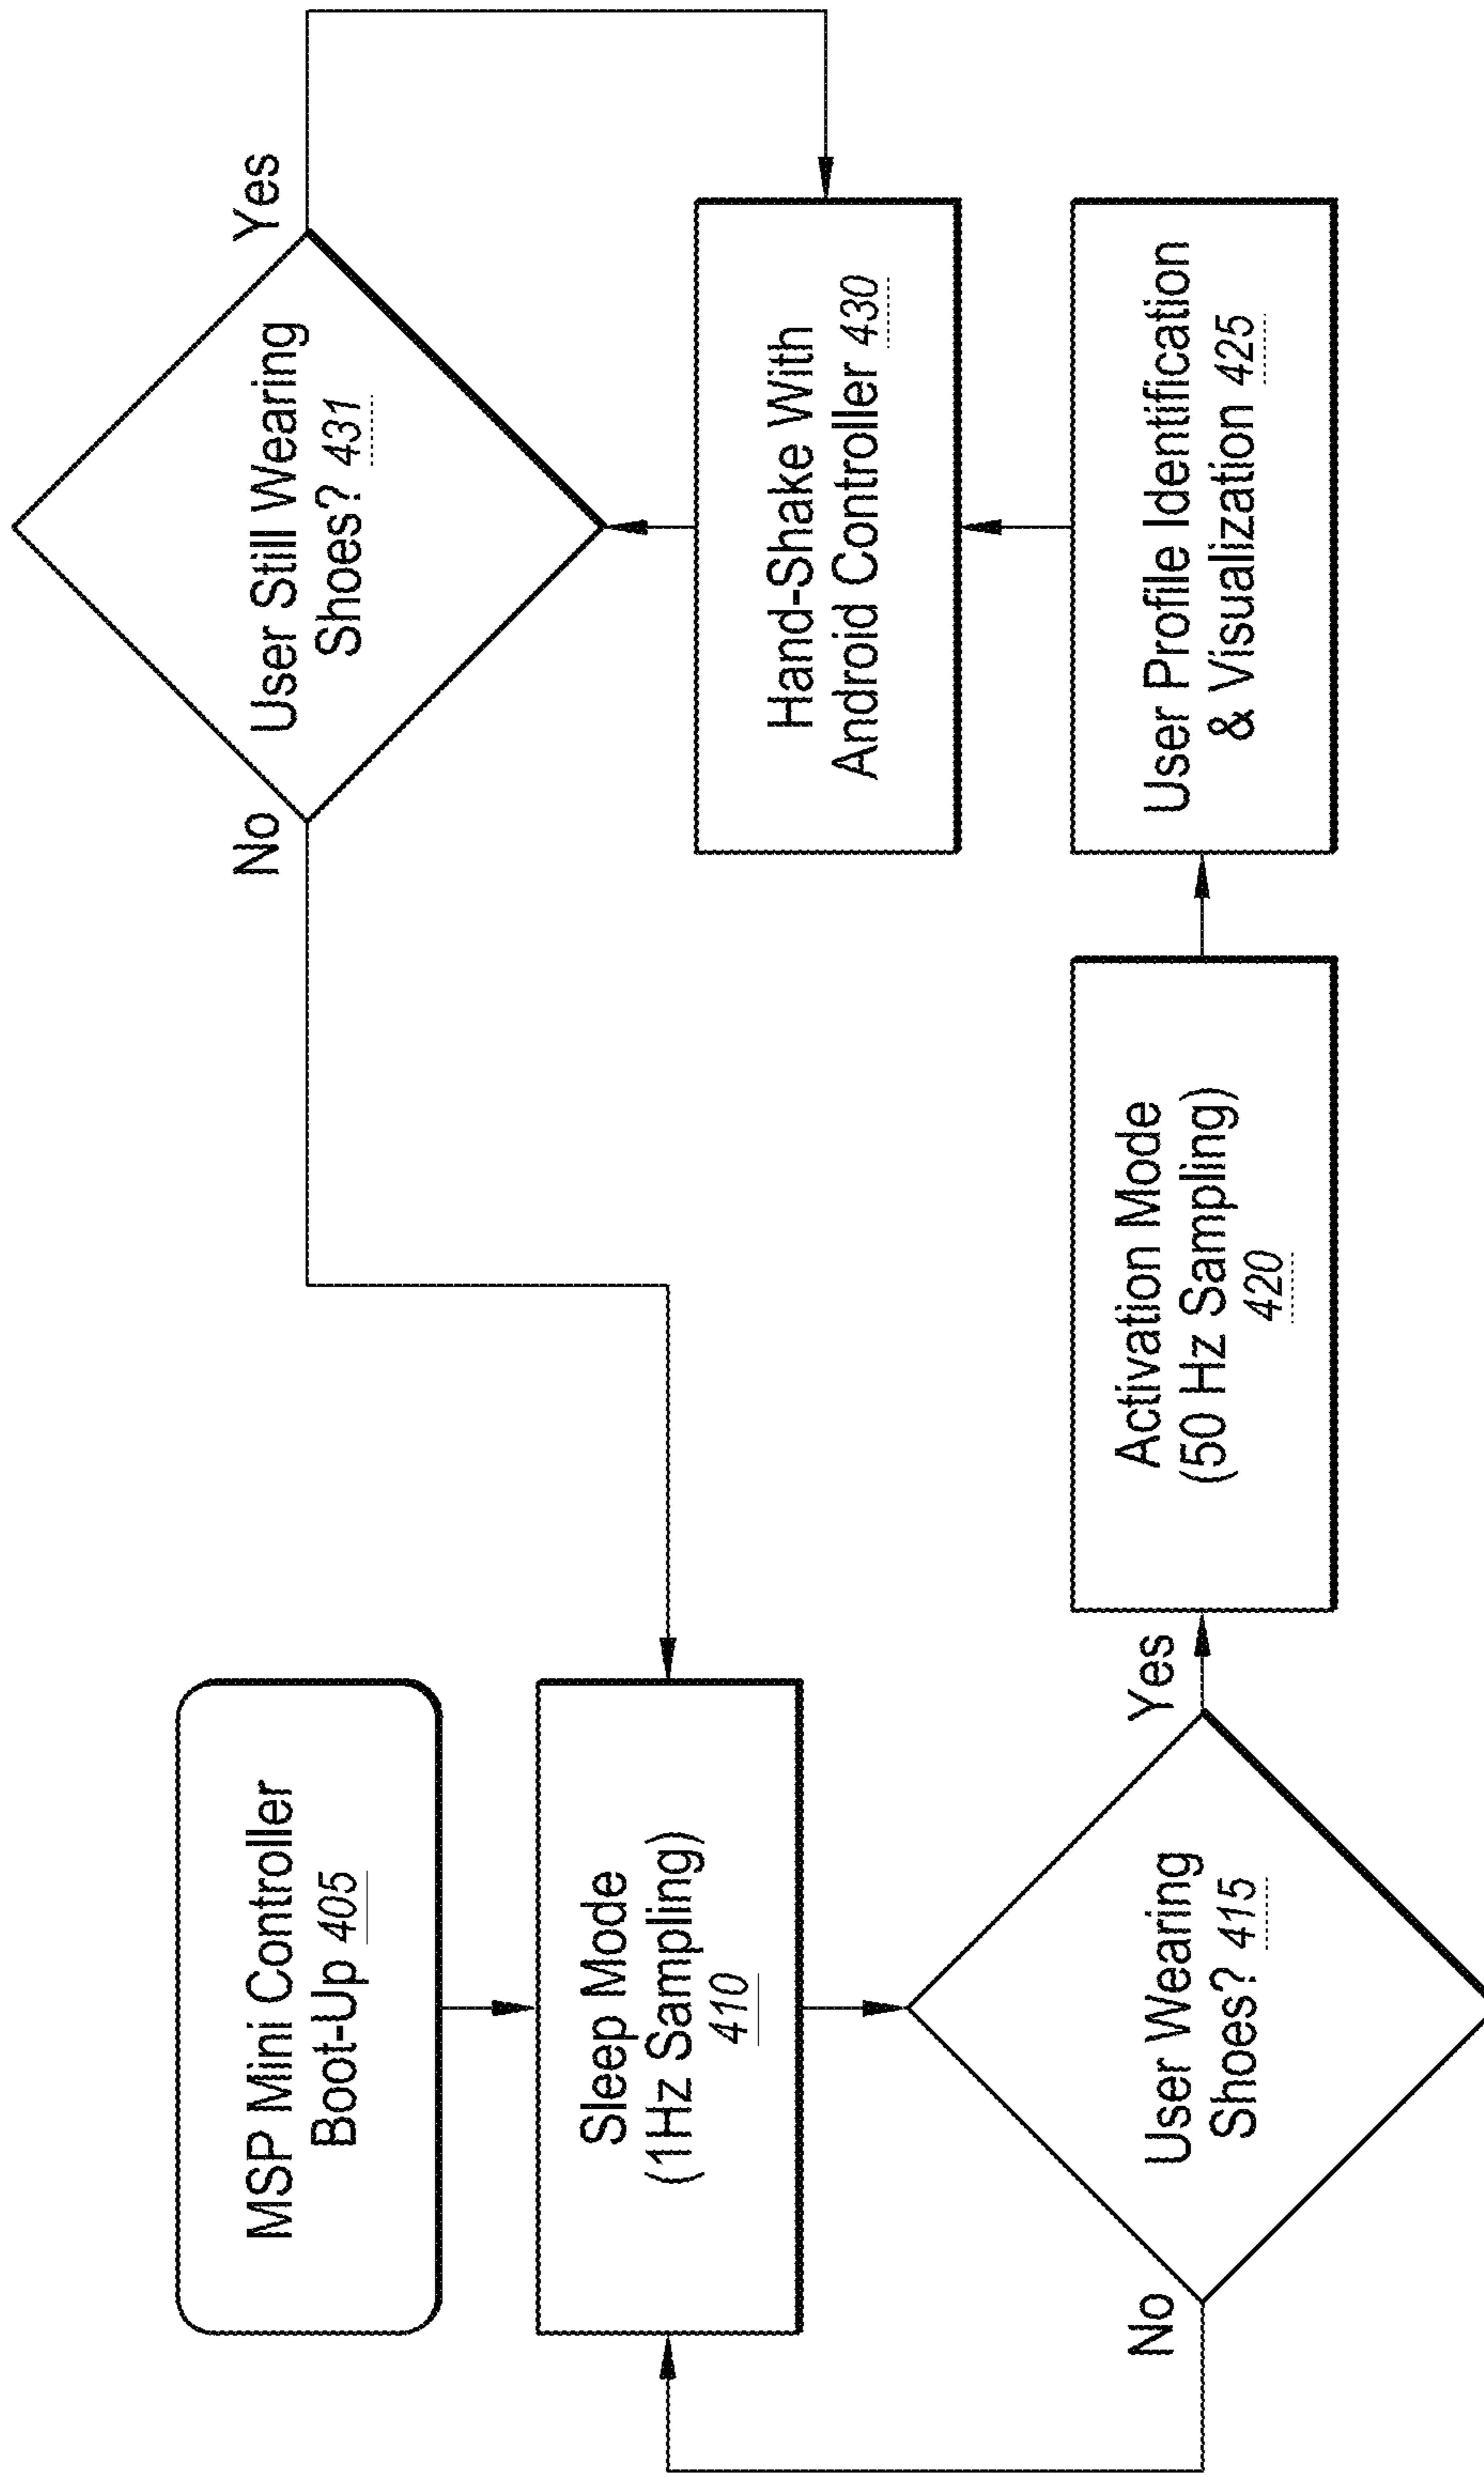 MSP Mini Controller
Boot-Up 405
Sleep Mode
(1Hz Sampling)
410
User Wearing
Shoes? 415
No
Yes
Activation Mode
(50 Hz Sampling)
420
User Profile Identification
& Visualization 425
Hand-Shake With
Android Controller 430
User Still Wearing
Shoes? 431
No
Yes